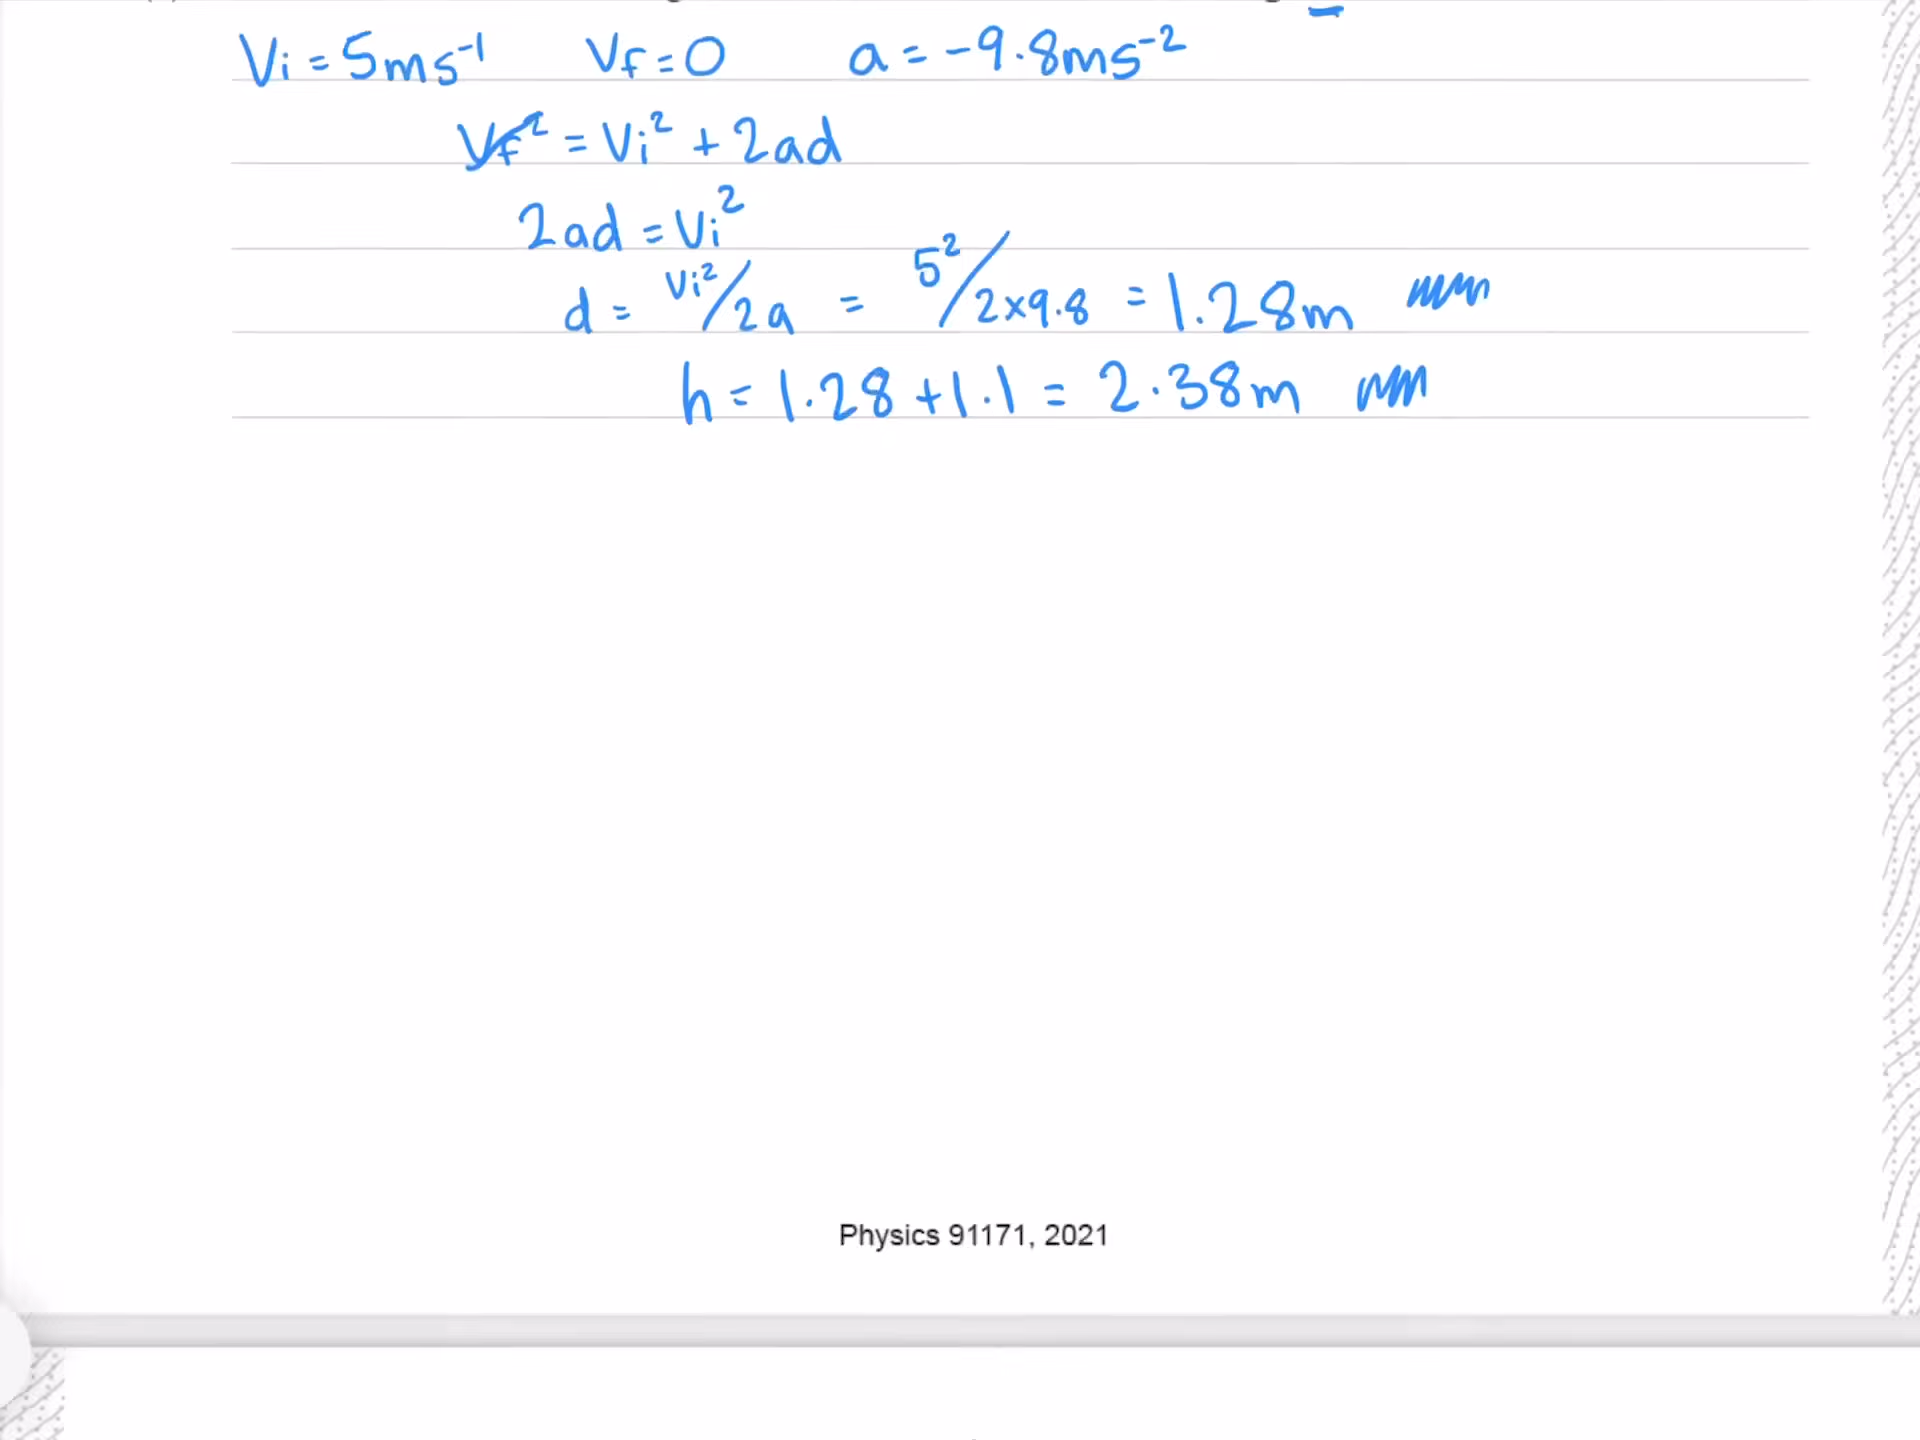 Vi = 5ms⁻¹ Vf = 0 a = -9.8ms⁻²
Vf² = Vi² + 2ad
2ad = Vi²
d = Vi²/2a = 5²/2×9.8 = 1.28m
h = 1.28 + 1.1 = 2.38m
Physics 91171, 2021